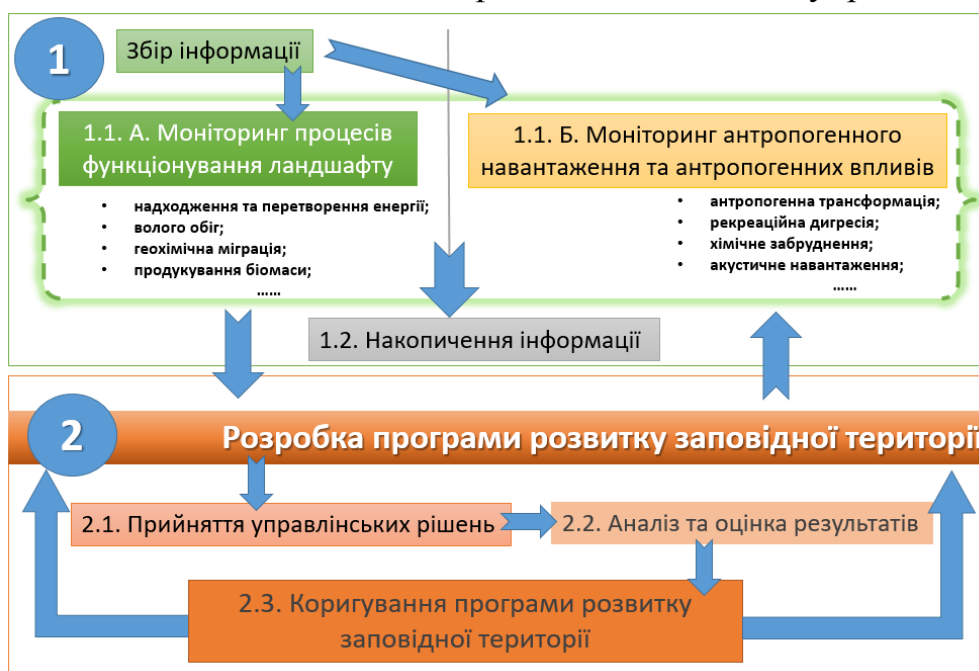 1
Збір інформації
1.1. А. Моніторинг процесів
функціонування ландшафту
• надходження та перетворення енергії;
• волого обіг;
• геохімічна міграція;
• продукування біомаси;
......
1.1. Б. Моніторинг антропогенного
навантаження та антропогенних впливів
• антропогенна трансформація;
• рекреаційна дигресія;
• хімічне забруднення;
• акустичне навантаження;
......
1.2. Накопичення інформації
2
Розробка програми розвитку заповідної території
2.1. Прийняття управлінських рішень
2.2. Аналіз та оцінка результатів
2.3. Коригування програми розвитку
заповідної території